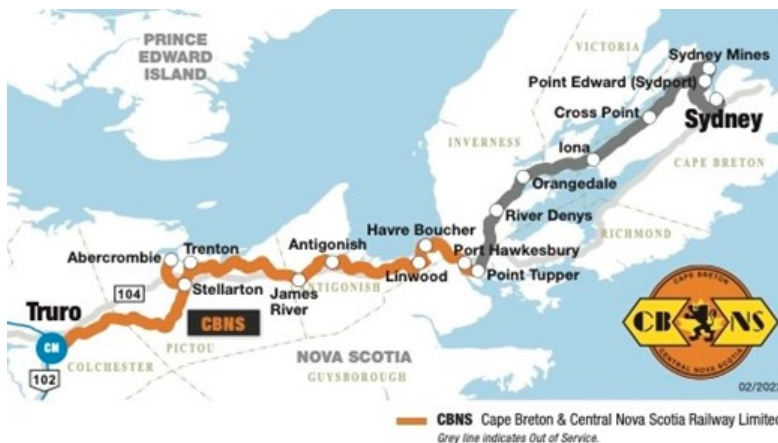 PRINCE
EDWARD
ISLAND
VICTORIA
Sydney Mines
Point Edward (Sydport)
Sydney
Cross Point
INVERNESS
Iona
CAPE BRETON
Orangedale
River Denys
RICHMOND
Havre Boucher
Port Hawkesbury
Point Tupper
Abercrombie
Trenton
Antigonish
Linwood
104
Stellarton
James
River
ANTIGONISH
Truro
CBNS
CN
COLCHESTER
PICTOU
102
NOVA SCOTIA
GUYSBOROUGH
CAPE BRETON
CB NS
CENTRAL NOVA SCOTIA
CBNS Cape Breton & Central Nova Scotia Railway Limited
Grey line indicates Out of Service.